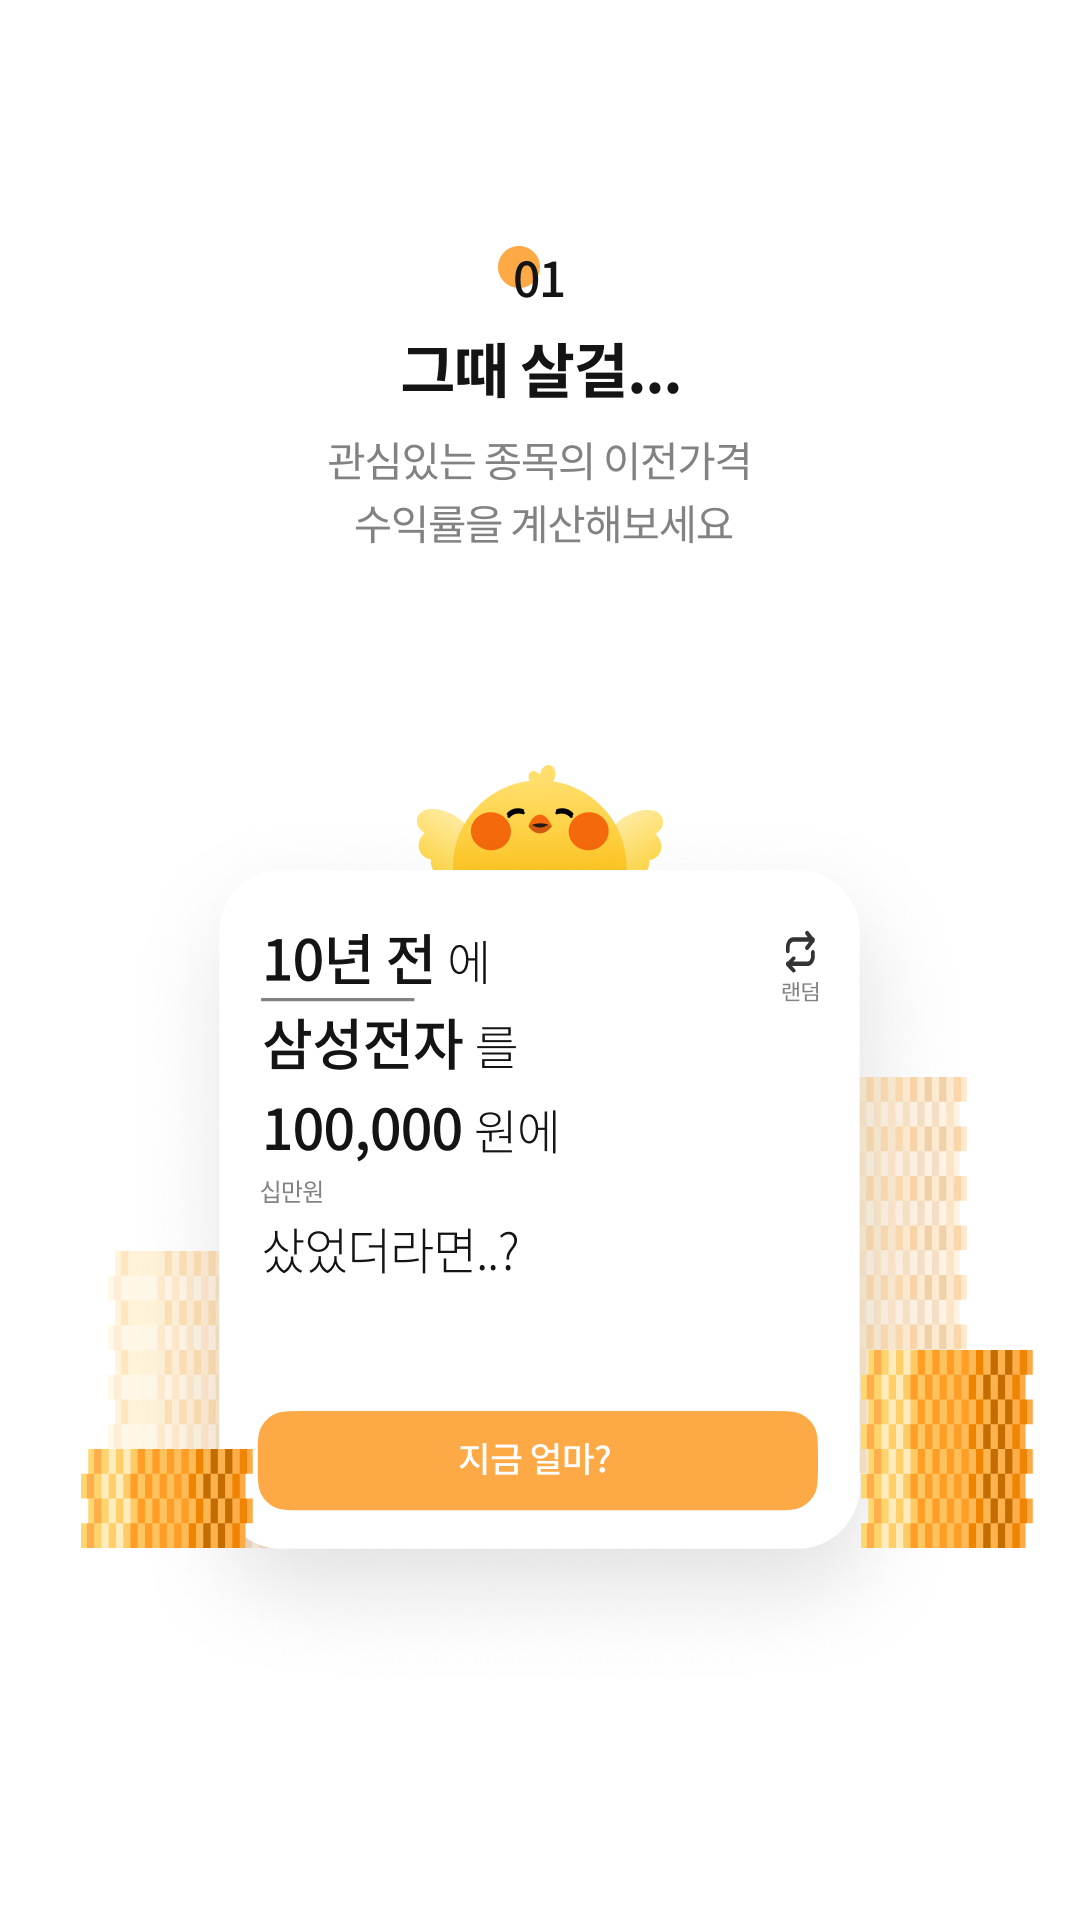 01
그때 살걸...
관심있는 종목의 이전가격
수익률을 계산해보세요
10년 전 에
랜덤
삼성전자 를
100,000 원에
십만원
샀었더라면..?
지금 얼마?